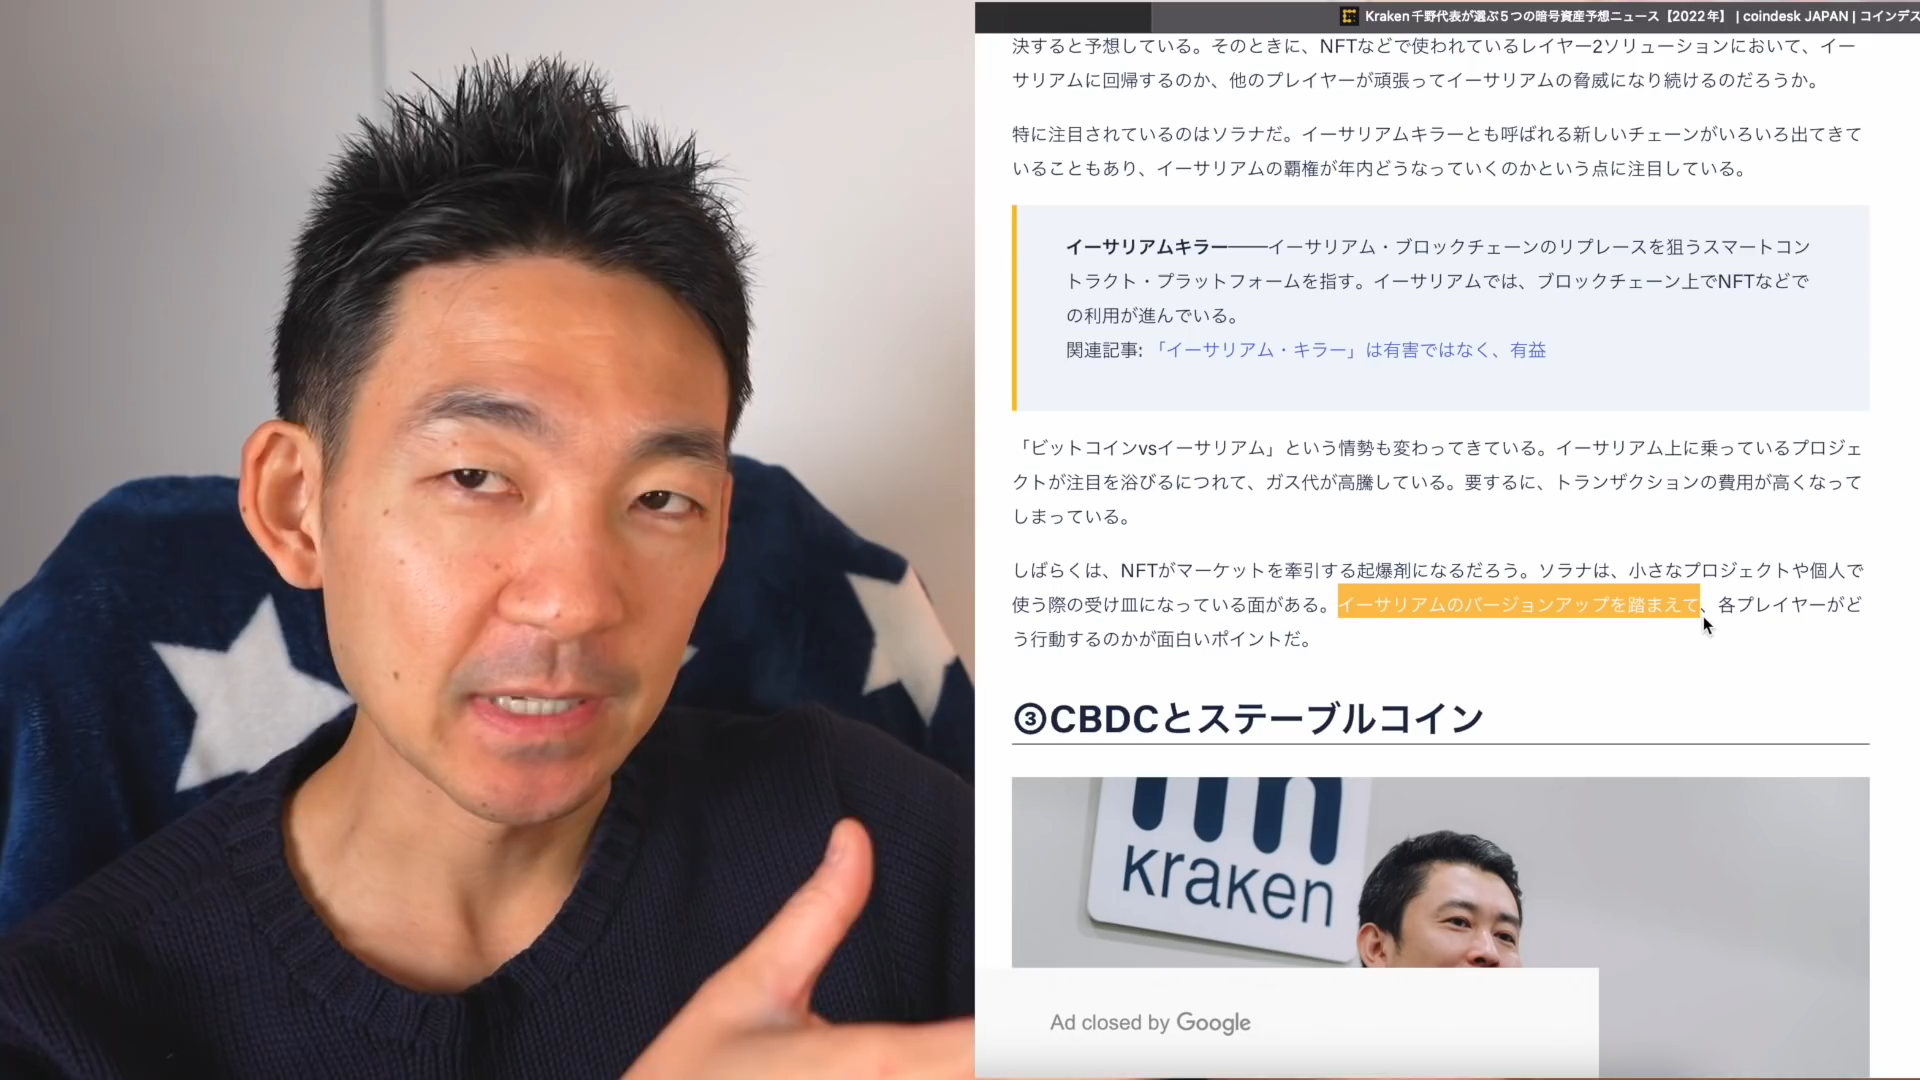 Kraken千野代表が選ぶ5つの暗号資産予想ニュース【2022年】 | coindesk JAPAN | コインデス
決すると予想している。そのときに、NFTなどで使われているレイヤー2ソリューションにおいて、イー
サリアムに回帰するのか、他のプレイヤーが頑張ってイーサリアムの脅威になり続けるのだろうか。
特に注目されているのはソラナだ。イーサリアムキラーとも呼ばれる新しいチェーンがいろいろ出てきて
いることもあり、イーサリアムの覇権が年内どうなっていくのかという点に注目している。
イーサリアムキラー──イーサリアム・ブロックチェーンのリプレースを狙うスマートコン
トラクト・プラットフォームを指す。イーサリアムでは、ブロックチェーン上でNFTなどで
の利用が進んでいる。
関連記事: 「イーサリアム・キラー」は有害ではなく、有益
「ビットコインvsイーサリアム」という情勢も変わってきている。イーサリアム上に乗っているプロジェ
クトが注目を浴びるにつれて、ガス代が高騰している。要するに、トランザクションの費用が高くなって
しまっている。
しばらくは、NFTがマーケットを牽引する起爆剤になるだろう。ソラナは、小さなプロジェクトや個人で
使う際の受け皿になっている面がある。イーサリアムのバージョンアップを踏まえて、各プレイヤーがど
う行動するのかが面白いポイントだ。
③CBDCとステーブルコイン
kraken
Ad closed by Google